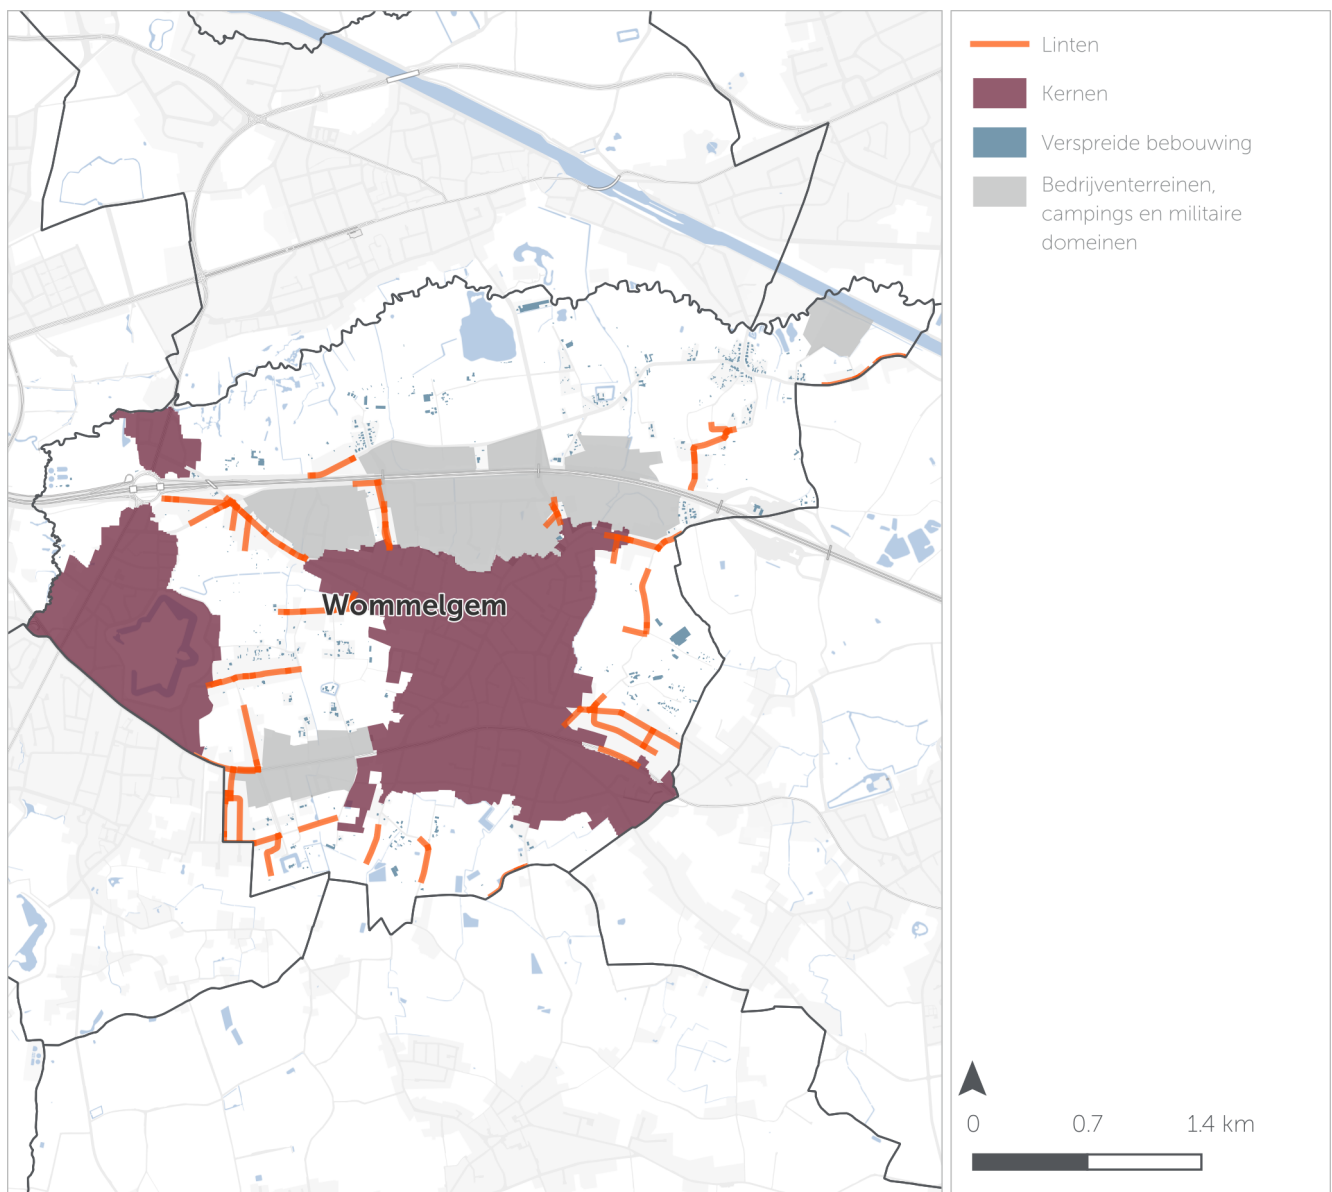 Linten
Kernen
Verspreide bebouwing
Bedrijventerreinen,
campings en militaire
domeinen
Wommelgem
0 0.7 1.4 km